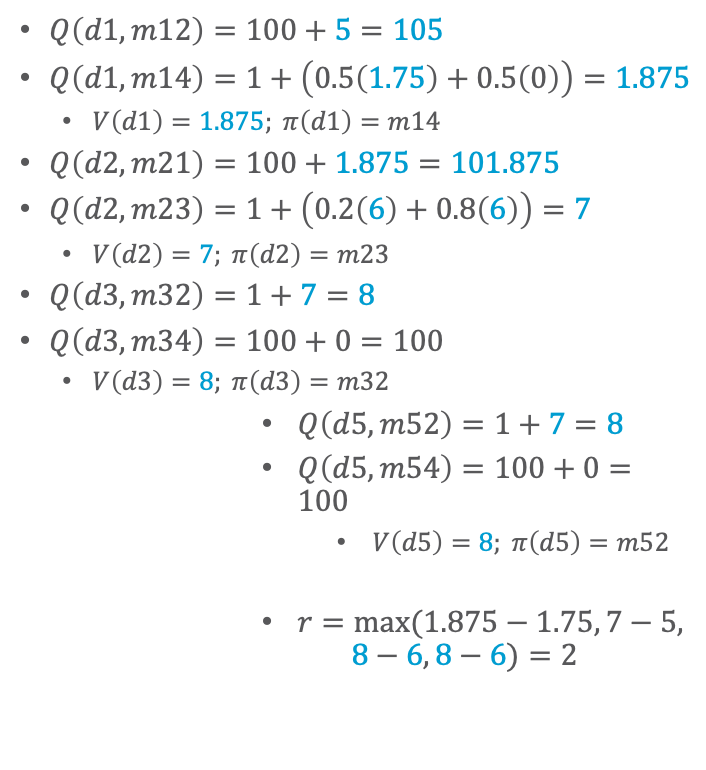 • Q(d1, m12) = 100 + 5 = 105
• Q(d1, m14) = 1 + (0.5(1.75) + 0.5(0)) = 1.875
• V(d1) = 1.875; π(d1) = m14
• Q(d2, m21) = 100 + 1.875 = 101.875
• Q(d2, m23) = 1 + (0.2(6) + 0.8(6)) = 7
• V(d2) = 7; π(d2) = m23
• Q(d3, m32) = 1 + 7 = 8
• Q(d3, m34) = 100 + 0 = 100
• V(d3) = 8; π(d3) = m32
• Q(d5, m52) = 1 + 7 = 8
• Q(d5, m54) = 100 + 0 =
100
• V(d5) = 8; π(d5) = m52
• r = max(1.875 − 1.75, 7 − 5,
8 − 6, 8 − 6) = 2